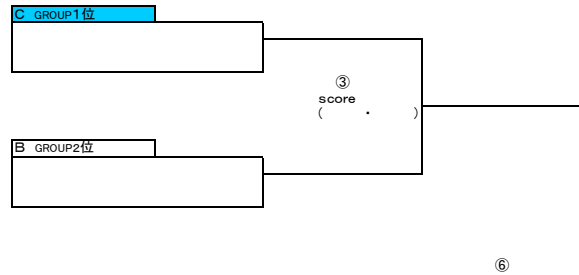 C GROUP1位
③
score
( ・ )
B GROUP2位
⑥